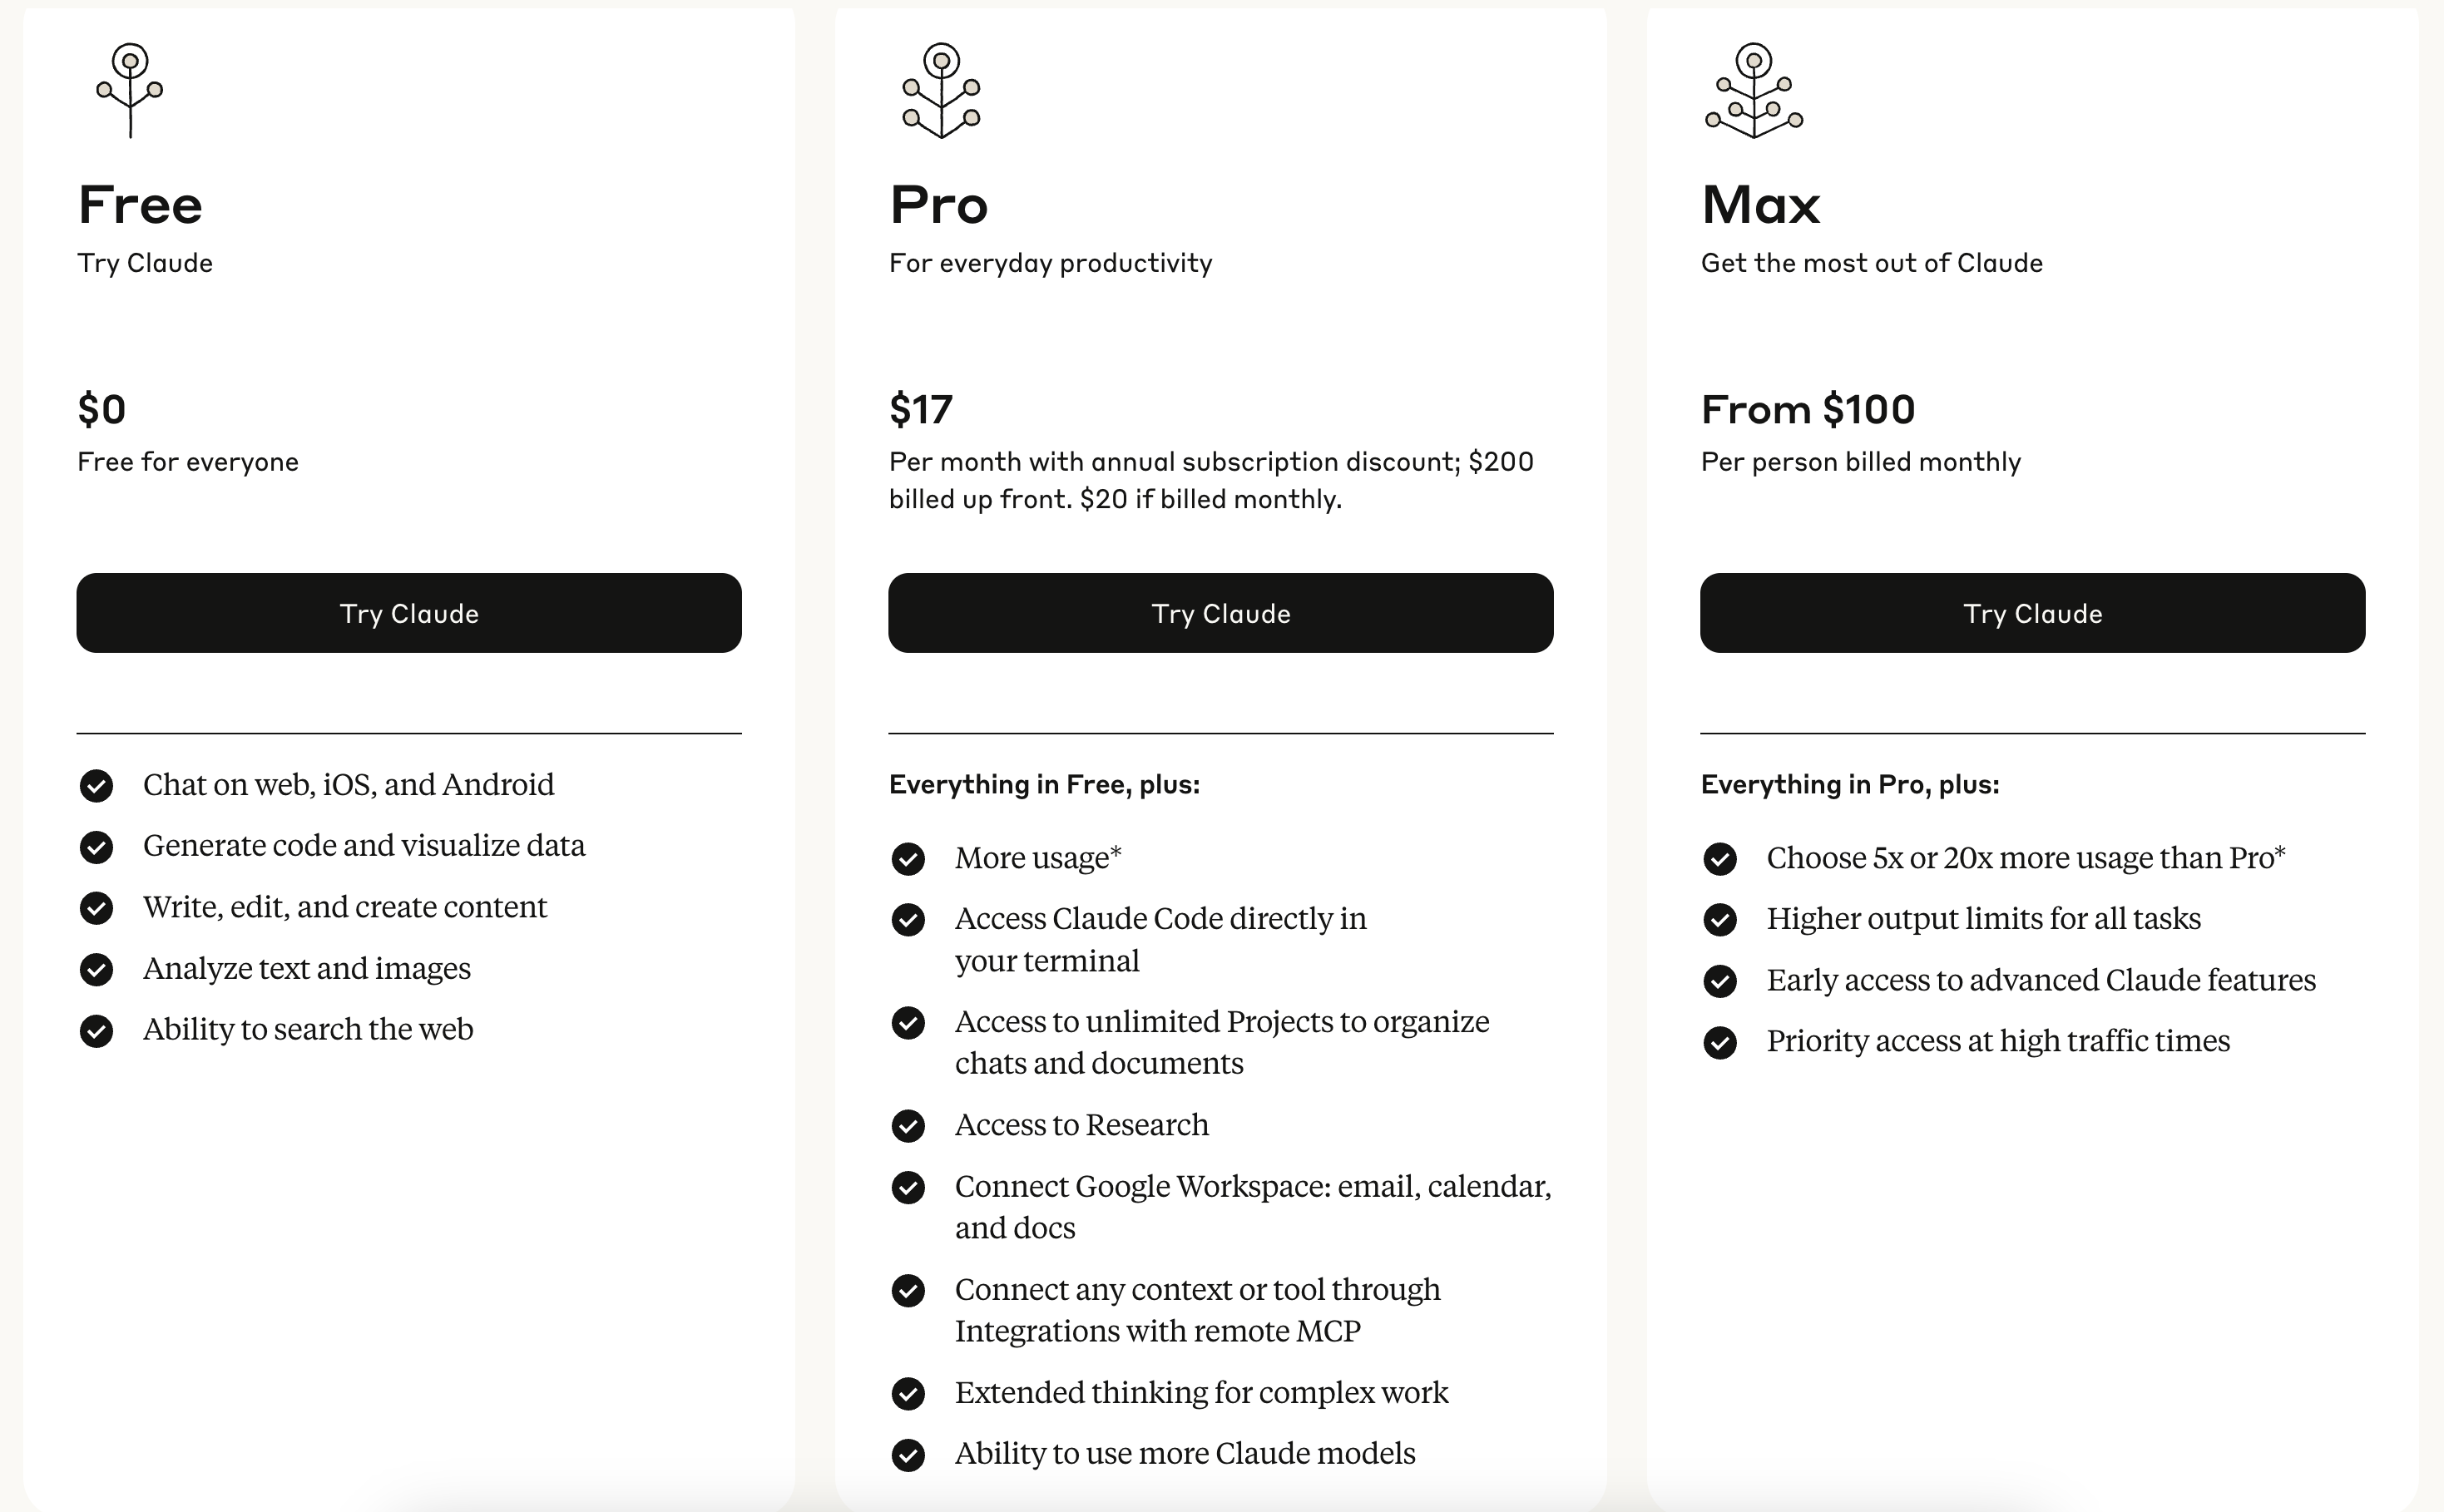 Free
Try Claude
$0
Free for everyone
Try Claude
Chat on web, iOS, and Android
Generate code and visualize data
Write, edit, and create content
Analyze text and images
Ability to search the web
Pro
For everyday productivity
$17
Per month with annual subscription discount; $200
billed up front. $20 if billed monthly.
Try Claude
Everything in Free, plus:
More usage*
Access Claude Code directly in
your terminal
Access to unlimited Projects to organize
chats and documents
Access to Research
Connect Google Workspace: email, calendar,
and docs
Connect any context or tool through
Integrations with remote MCP
Extended thinking for complex work
Ability to use more Claude models
Max
Get the most out of Claude
From $100
Per person billed monthly
Try Claude
Everything in Pro, plus:
Choose 5x or 20x more usage than Pro*
Higher output limits for all tasks
Early access to advanced Claude features
Priority access at high traffic times